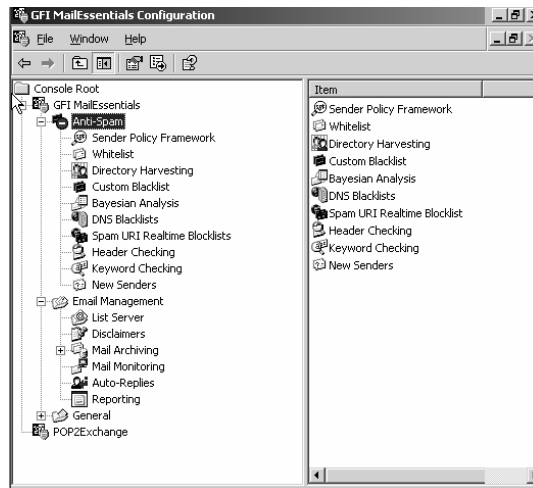 GFI MailEssentials Configuration
File Window Help
Console Root
GFI MailEssentials
Anti-Spam
Sender Policy Framework
Whitelist
Directory Harvesting
Custom Blacklist
Bayesian Analysis
DNS Blacklists
Spam URI Realtime Blocklists
Header Checking
Keyword Checking
New Senders
Email Management
List Server
Disclaimers
Mail Archiving
Mail Monitoring
Auto-Replies
Reporting
General
POP2Exchange
Item
Sender Policy Framework
Whitelist
Directory Harvesting
Custom Blacklist
Bayesian Analysis
DNS Blacklists
Spam URI Realtime Blocklist
Header Checking
Keyword Checking
New Senders